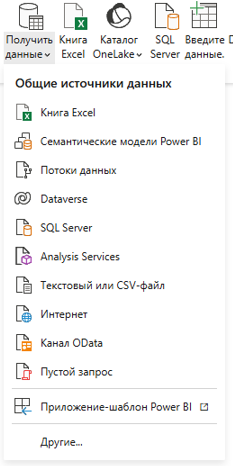 Получить данные
Книга Excel
Каталог OneLake
SQL Server
Введите данные.
Общие источники данных
Книга Excel
Семантические модели Power BI
Потоки данных
Dataverse
SQL Server
Analysis Services
Текстовый или CSV-файл
Интернет
Канал OData
Пустой запрос
Приложение-шаблон Power BI
Другие...